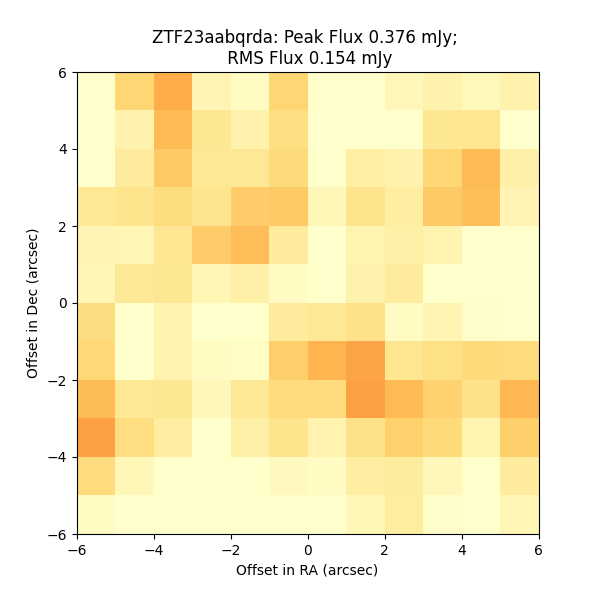 ZTF23aabqrda: Peak Flux 0.376 mJy;
RMS Flux 0.154 mJy
6
4
2
0
−2
−4
−6
Offset in Dec (arcsec)
−6 −4 −2 0 2 4 6
Offset in RA (arcsec)